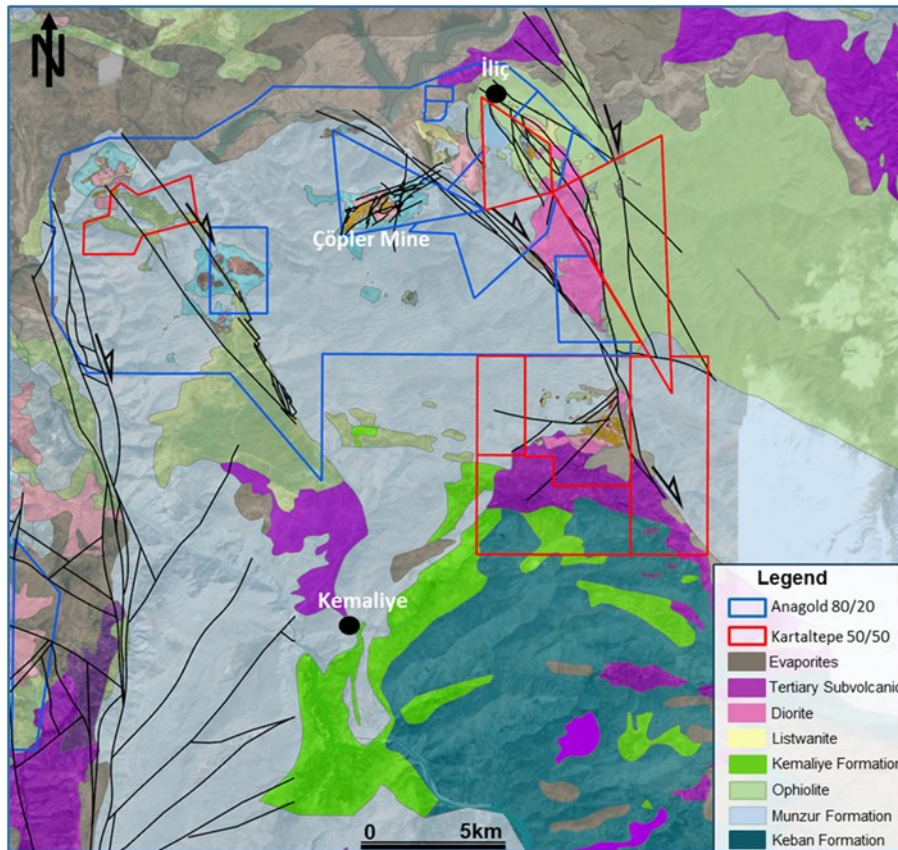 N
İliç
Çöpler Mine
Kemaliye
0 5km
Legend
Anagold 80/20
Kartaltepe 50/50
Evaporites
Tertiary Subvolcanic
Diorite
Listwanite
Kemaliye Formation
Ophiolite
Munzur Formation
Keban Formation